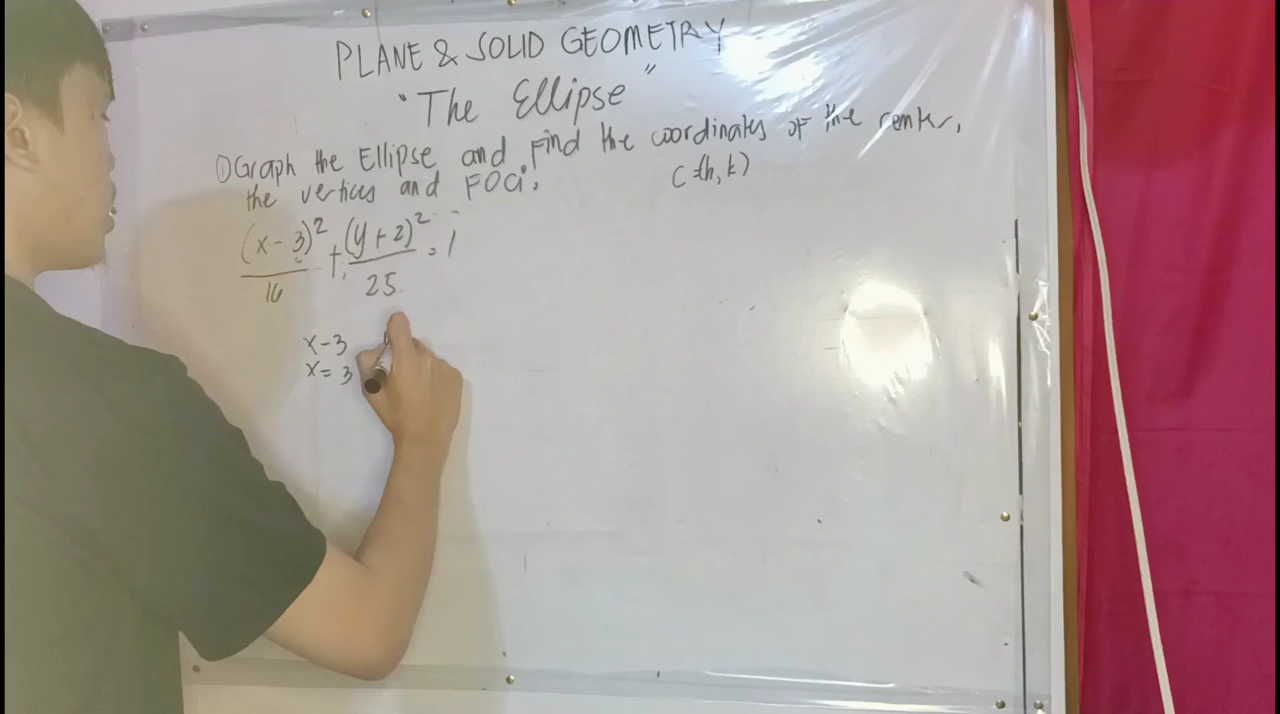 PLANE & SOLID GEOMETRY
"The Ellipse"
① Graph the Ellipse and Find the coordinates of the center,
the vertices and FOCi.
C=(h, k)
(x - 3)² / 16 + (y + 2)² / 25 = 1
x - 3
x = 3